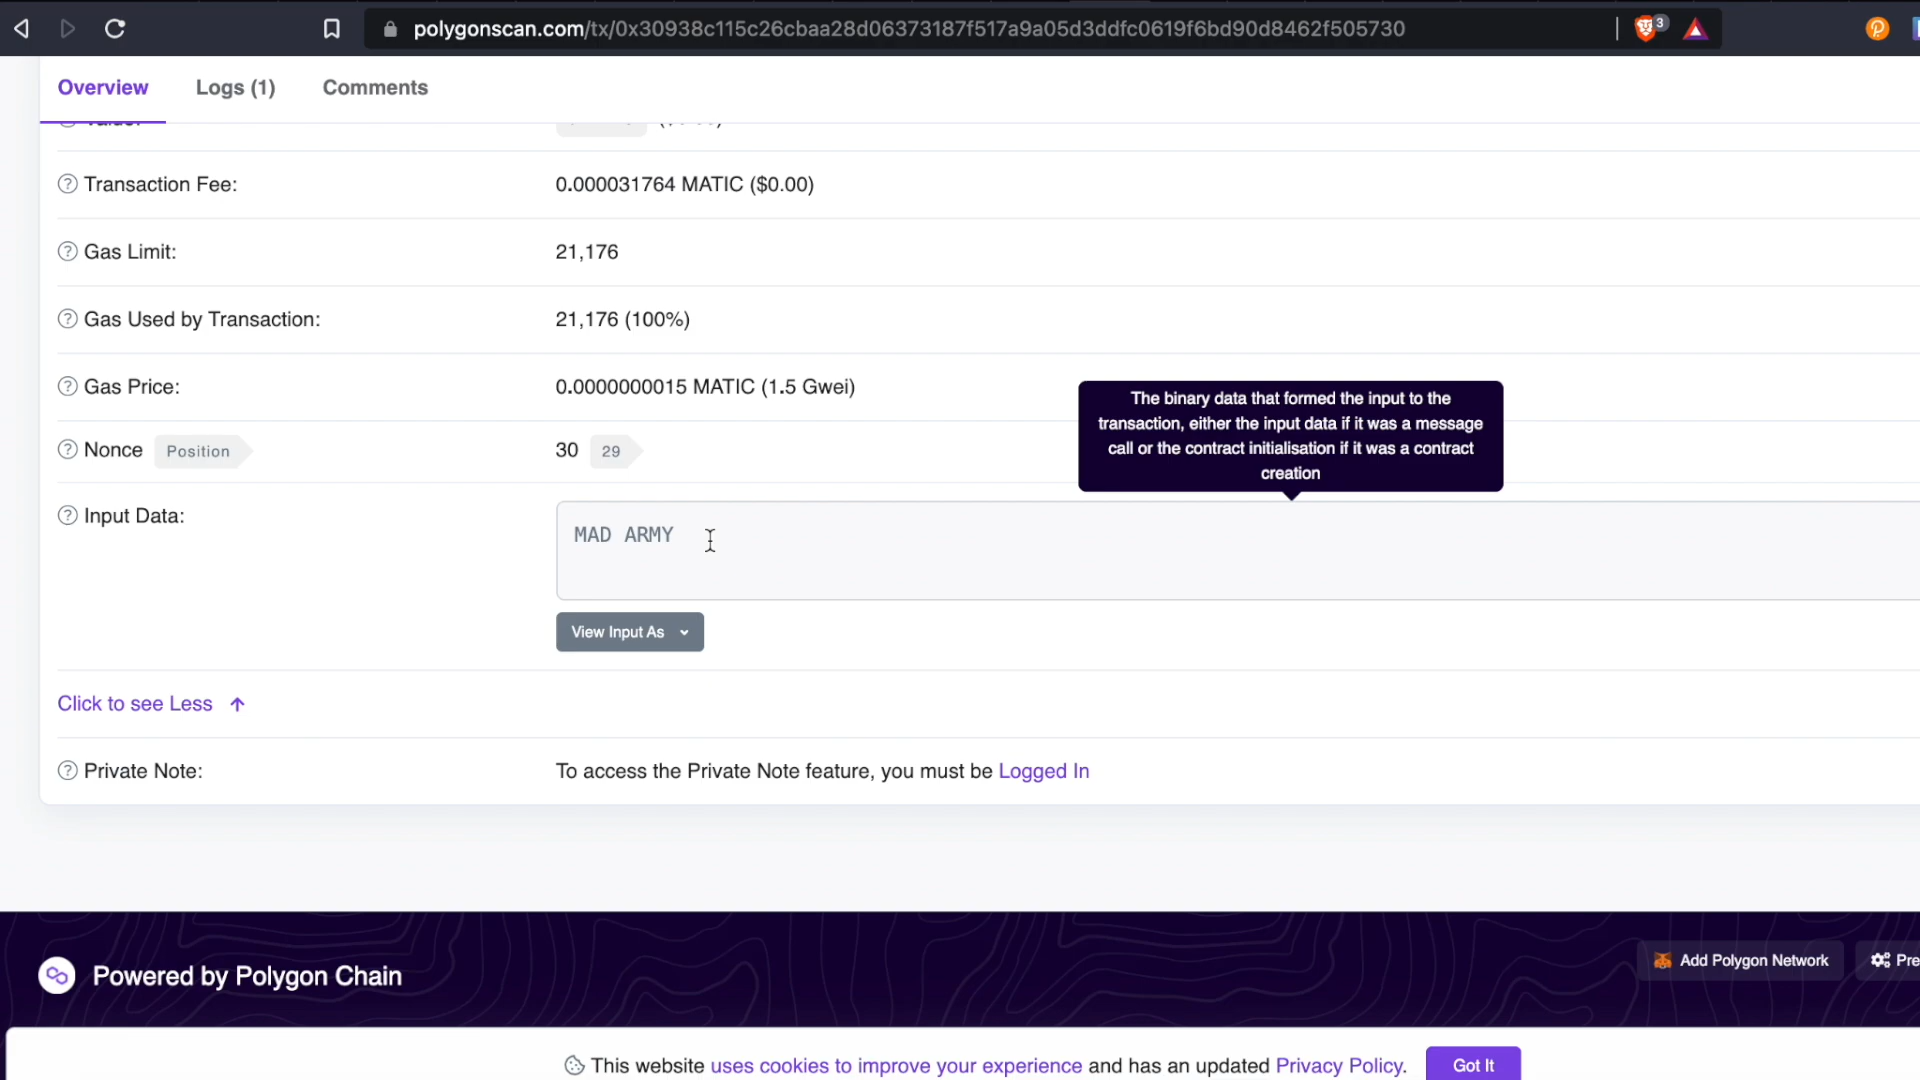 polygonscan.com/tx/0x30938c115c26cbaa28d06373187f517a9a05d3ddfc0619f6bd90d8462f505730
3
Overview
Logs (1)
Comments
Transaction Fee:
0.000031764 MATIC ($0.00)
Gas Limit:
21,176
Gas Used by Transaction:
21,176 (100%)
Gas Price:
0.0000000015 MATIC (1.5 Gwei)
The binary data that formed the input to the
transaction, either the input data if it was a message
call or the contract initialisation if it was a contract
creation
Nonce Position
30 29
Input Data:
MAD ARMY
View Input As
Click to see Less
Private Note:
To access the Private Note feature, you must be Logged In
Powered by Polygon Chain
Add Polygon Network
Pre
This website uses cookies to improve your experience and has an updated Privacy Policy.
Got It